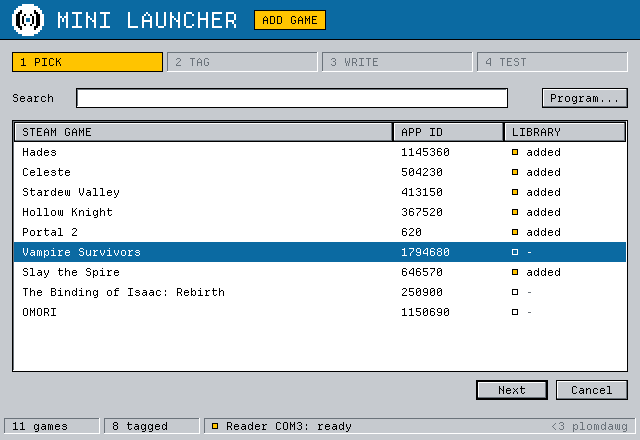 MINI LAUNCHER ADD GAME
1 PICK 2 TAG 3 WRITE 4 TEST
Search Program...
STEAM GAME APP ID LIBRARY
Hades 1145360 added
Celeste 504230 added
Stardew Valley 413150 added
Hollow Knight 367520 added
Portal 2 620 added
Vampire Survivors 1794680 -
Slay the Spire 646570 added
The Binding of Isaac: Rebirth 250900 -
OMORI 1150690 -
Next Cancel
11 games 8 tagged Reader COM3: ready <3 plomdawg